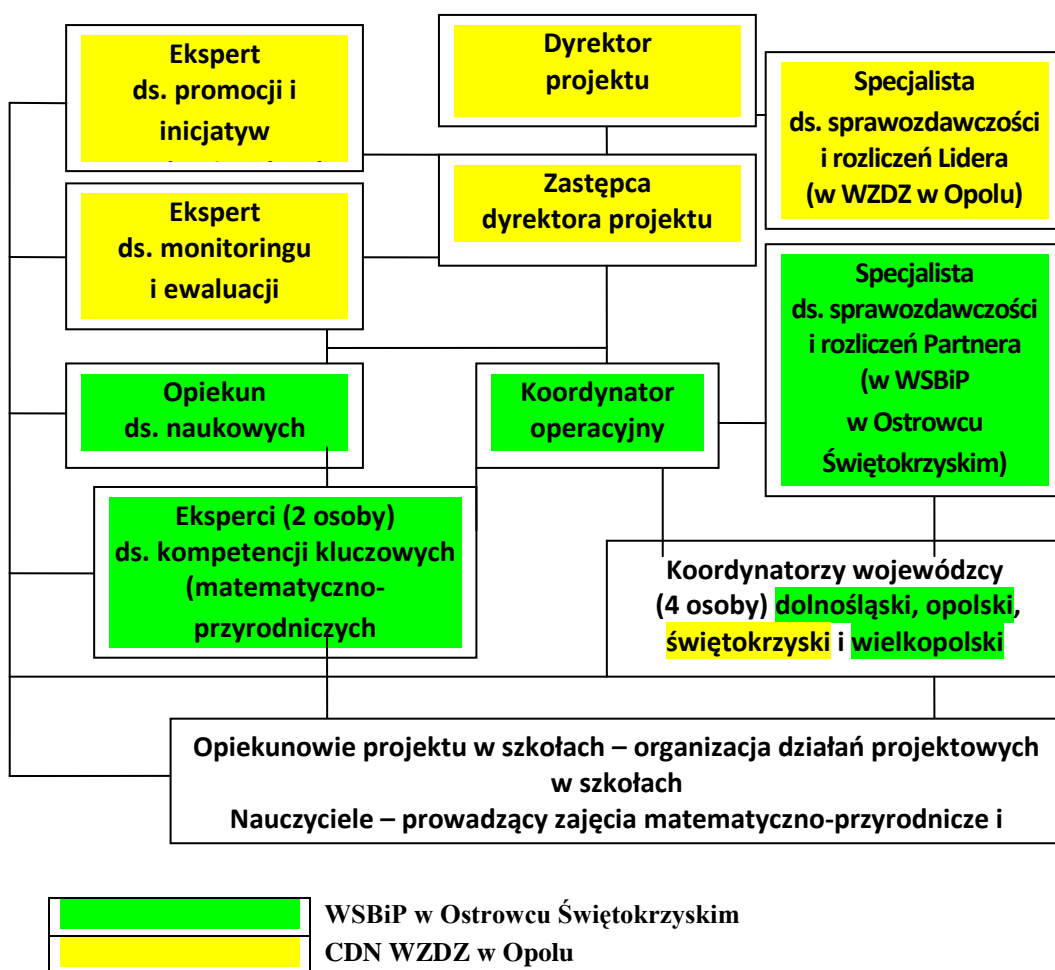 Ekspert
ds. promocji i
inicjatyw
Dyrektor
projektu
Specjalista
ds. sprawozdawczości
i rozliczeń Lidera
(w WZDZ w Opolu)
Ekspert
ds. monitoringu
i ewaluacji
Zastępca
dyrektora projektu
Specjalista
ds. sprawozdawczości
i rozliczeń Partnera
(w WSBiP
w Ostrowcu
Świętokrzyskim)
Opiekun
ds. naukowych
Koordynator
operacyjny
Eksperci (2 osoby)
ds. kompetencji kluczowych
(matematyczno-
przyrodniczych
Koordynatorzy wojewódzcy
(4 osoby) dolnośląski, opolski,
świętokrzyski i wielkopolski
Opiekunowie projektu w szkołach – organizacja działań projektowych
w szkołach
Nauczyciele – prowadzący zajęcia matematyczno-przyrodnicze i
WSBiP w Ostrowcu Świętokrzyskim
CDN WZDZ w Opolu